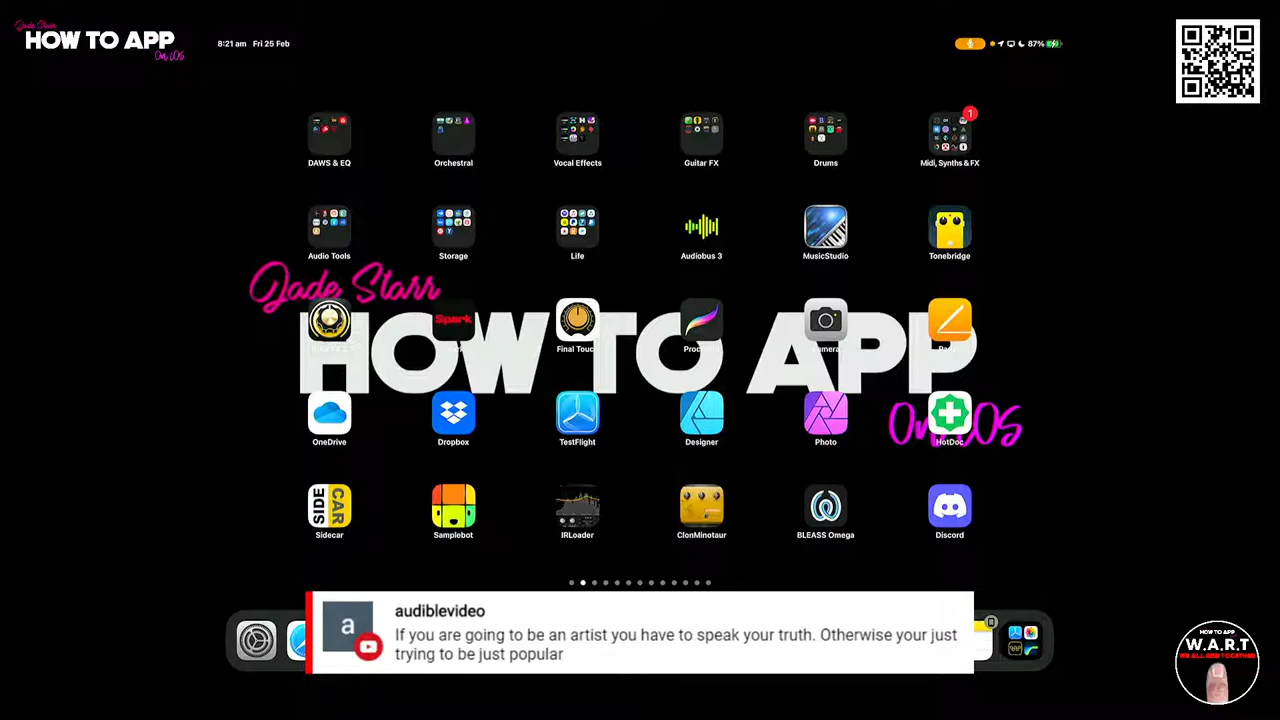 Jade Starr
HOW TO APP
On iOS
8:21 am Fri 25 Feb
87%
1
DAWS & EQ
Orchestral
Vocal Effects
Guitar FX
Drums
Midi, Synths & FX
Audio Tools
Storage
Life
Audiobus 3
MusicStudio
Tonebridge
Jade Starr
HOW TO APP
On iOS
Spark
Final Touch
OneDrive
Dropbox
TestFlight
Designer
Photo
HotDoc
SIDE
CAR
Sidecar
Samplebot
IRLoader
ClonMinotaur
BLEASS Omega
Discord
a
audiblevideo
If you are going to be an artist you have to speak your truth. Otherwise your just
trying to be just popular
HOW TO APP
W.A.R.T